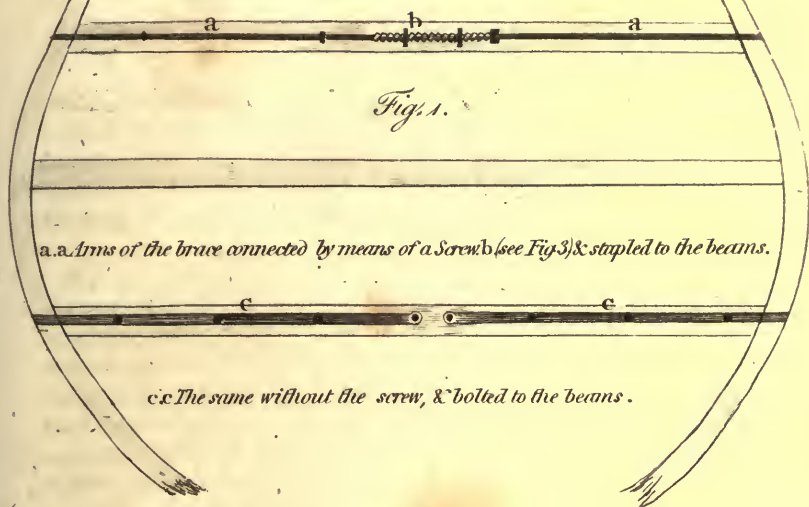 a b a
Fig. 1.
a.a Arms of the brace connected by means of a Screw.b (see Fig 3) & stapled to the beams.
c c
c.c The same without the screw, & bolted to the beams.